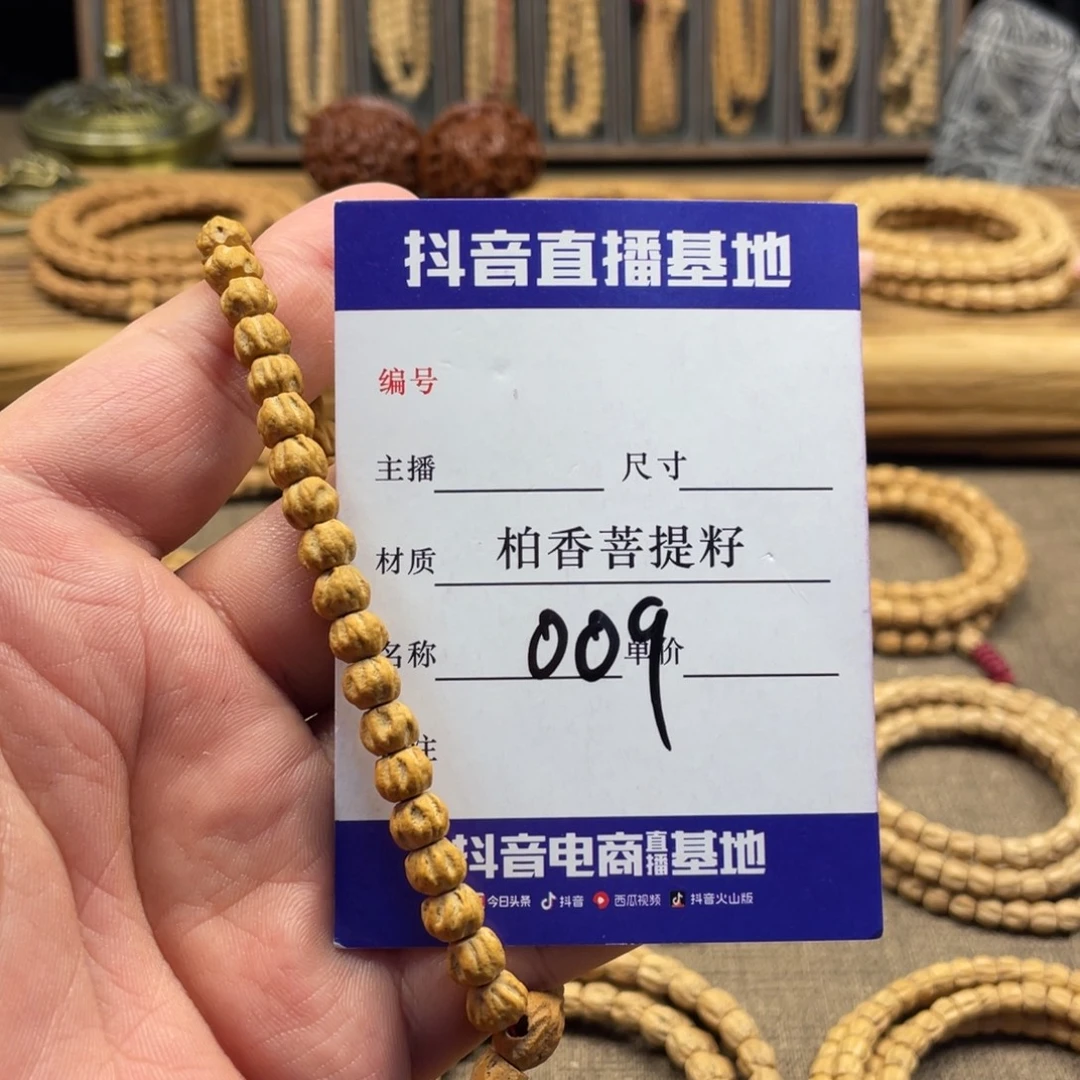 抖音直播基地
编号
主播 尺寸
材质 柏香菩提籽
名称 009 单价
注
抖音电商直播基地
今日头条 抖音 西瓜视频 抖音火山版